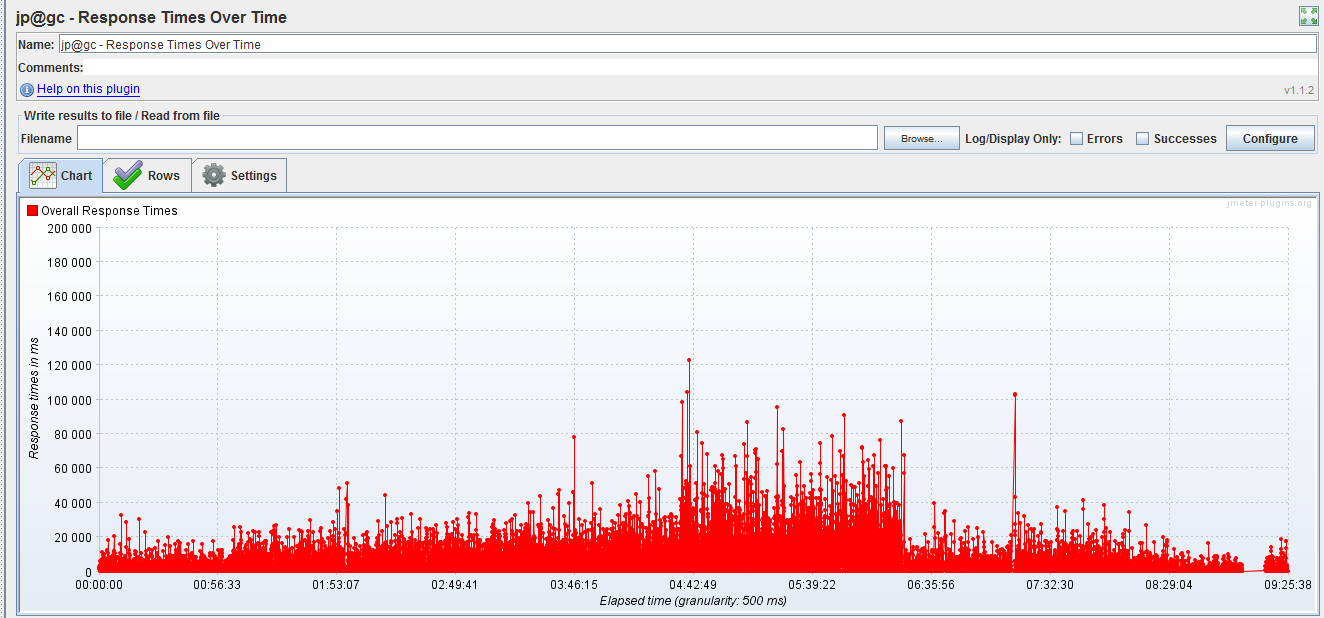 jp@gc - Response Times Over Time
Name: jp@gc - Response Times Over Time
Comments:
Help on this plugin v1.1.2
Write results to file / Read from file
Filename Browse... Log/Display Only: Errors Successes Configure
Chart Rows Settings
jmeter-plugins.org
Overall Response Times
200 000
180 000
160 000
140 000
120 000
100 000
80 000
60 000
40 000
20 000
0
Response times in ms
00:00:00 00:56:33 01:53:07 02:49:41 03:46:15 04:42:49 05:39:22 06:35:56 07:32:30 08:29:04 09:25:38
Elapsed time (granularity: 500 ms)